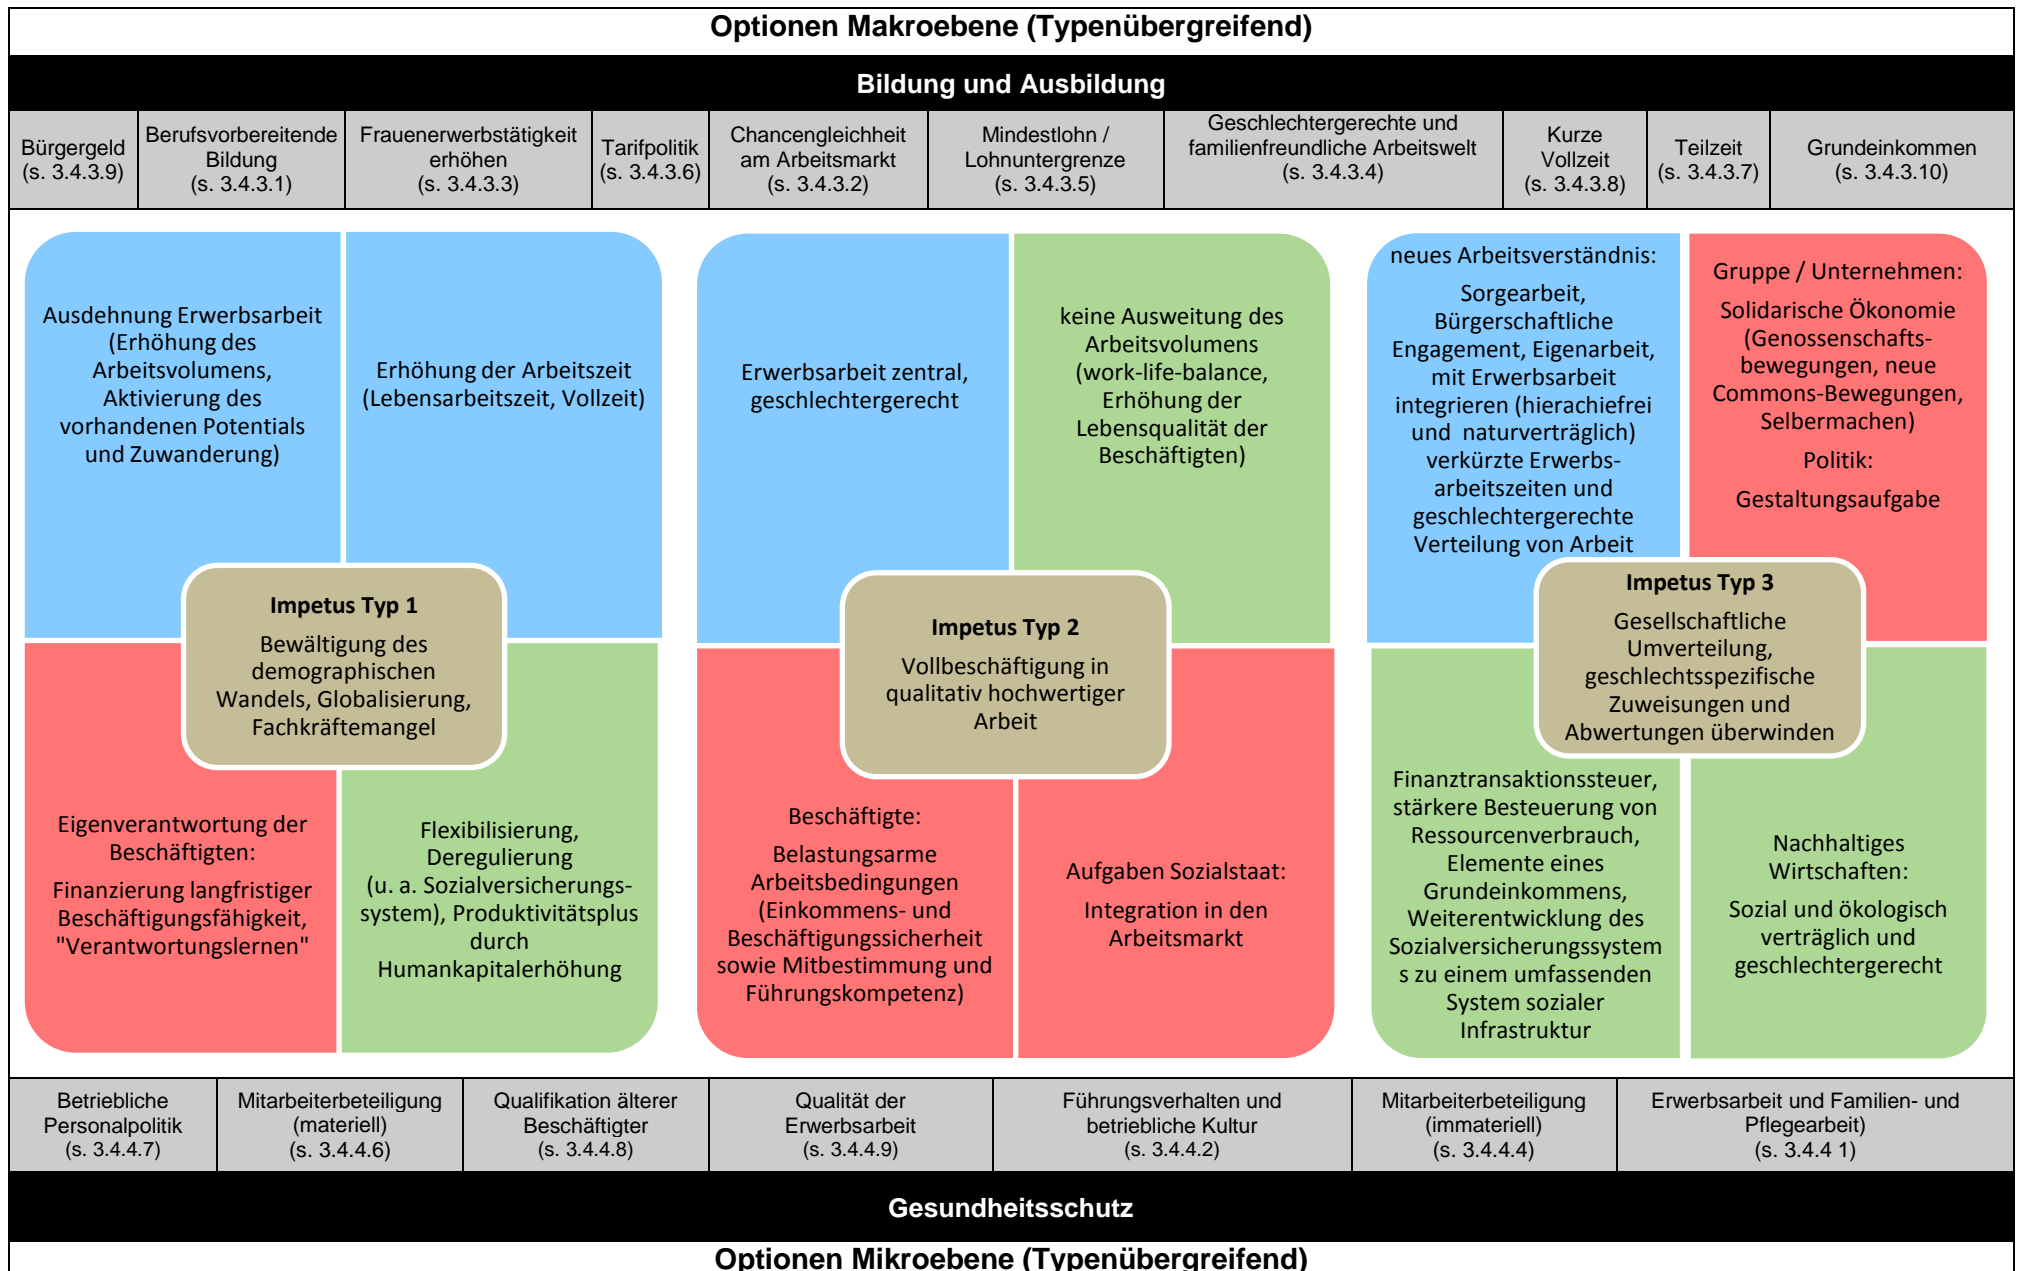 Optionen Makroebene (Typenübergreifend)
Bildung und Ausbildung
Bürgergeld
(s. 3.4.3.9)
Berufsvorbereitende
Bildung
(s. 3.4.3.1)
Frauenerwerbstätigkeit
erhöhen
(s. 3.4.3.3)
Tarifpolitik
(s. 3.4.3.6)
Chancengleichheit
am Arbeitsmarkt
(s. 3.4.3.2)
Mindestlohn /
Lohnuntergrenze
(s. 3.4.3.5)
Geschlechtergerechte und
familienfreundliche Arbeitswelt
(s. 3.4.3.4)
Kurze
Vollzeit
(s. 3.4.3.8)
Teilzeit
(s. 3.4.3.7)
Grundeinkommen
(s. 3.4.3.10)
Ausdehnung Erwerbsarbeit
(Erhöhung des
Arbeitsvolumens,
Aktivierung des
vorhandenen Potentials
und Zuwanderung)
Erhöhung der Arbeitszeit
(Lebensarbeitszeit, Vollzeit)
Impetus Typ 1
Bewältigung des
demographischen
Wandels, Globalisierung,
Fachkräftemangel
Eigenverantwortung der
Beschäftigten:
Finanzierung langfristiger
Beschäftigungsfähigkeit,
"Verantwortungslernen"
Flexibilisierung,
Deregulierung
(u. a. Sozialversicherungs-
system), Produktivitätsplus
durch
Humankapitalerhöhung
Erwerbsarbeit zentral,
geschlechtergerecht
keine Ausweitung des
Arbeitsvolumens
(work-life-balance,
Erhöhung der
Lebensqualität der
Beschäftigten)
Impetus Typ 2
Vollbeschäftigung in
qualitativ hochwertiger
Arbeit
Beschäftigte:
Belastungsarme
Arbeitsbedingungen
(Einkommens- und
Beschäftigungssicherheit
sowie Mitbestimmung und
Führungskompetenz)
Aufgaben Sozialstaat:
Integration in den
Arbeitsmarkt
neues Arbeitsverständnis:
Sorgearbeit,
Bürgerschaftliche
Engagement, Eigenarbeit,
mit Erwerbsarbeit
integrieren (hierachiefrei
und naturverträglich)
verkürzte Erwerbs-
arbeitszeiten und
geschlechtergerechte
Verteilung von Arbeit
Gruppe / Unternehmen:
Solidarische Ökonomie
(Genossenschafts-
bewegungen, neue
Commons-Bewegungen,
Selbermachen)
Politik:
Gestaltungsaufgabe
Impetus Typ 3
Gesellschaftliche
Umverteilung,
geschlechtsspezifische
Zuweisungen und
Abwertungen überwinden
Finanztransaktionssteuer,
stärkere Besteuerung von
Ressourcenverbrauch,
Elemente eines
Grundeinkommens,
Weiterentwicklung des
Sozialversicherungssystem
s zu einem umfassenden
System sozialer
Infrastruktur
Nachhaltiges
Wirtschaften:
Sozial und ökologisch
verträglich und
geschlechtergerecht
Betriebliche
Personalpolitik
(s. 3.4.4.7)
Mitarbeiterbeteiligung
(materiell)
(s. 3.4.4.6)
Qualifikation älterer
Beschäftigter
(s. 3.4.4.8)
Qualität der
Erwerbsarbeit
(s. 3.4.4.9)
Führungsverhalten und
betriebliche Kultur
(s. 3.4.4.2)
Mitarbeiterbeteiligung
(immateriell)
(s. 3.4.4.4)
Erwerbsarbeit und Familien- und
Pflegearbeit)
(s. 3.4.4 1)
Gesundheitsschutz
Optionen Mikroebene (Typenübergreifend)